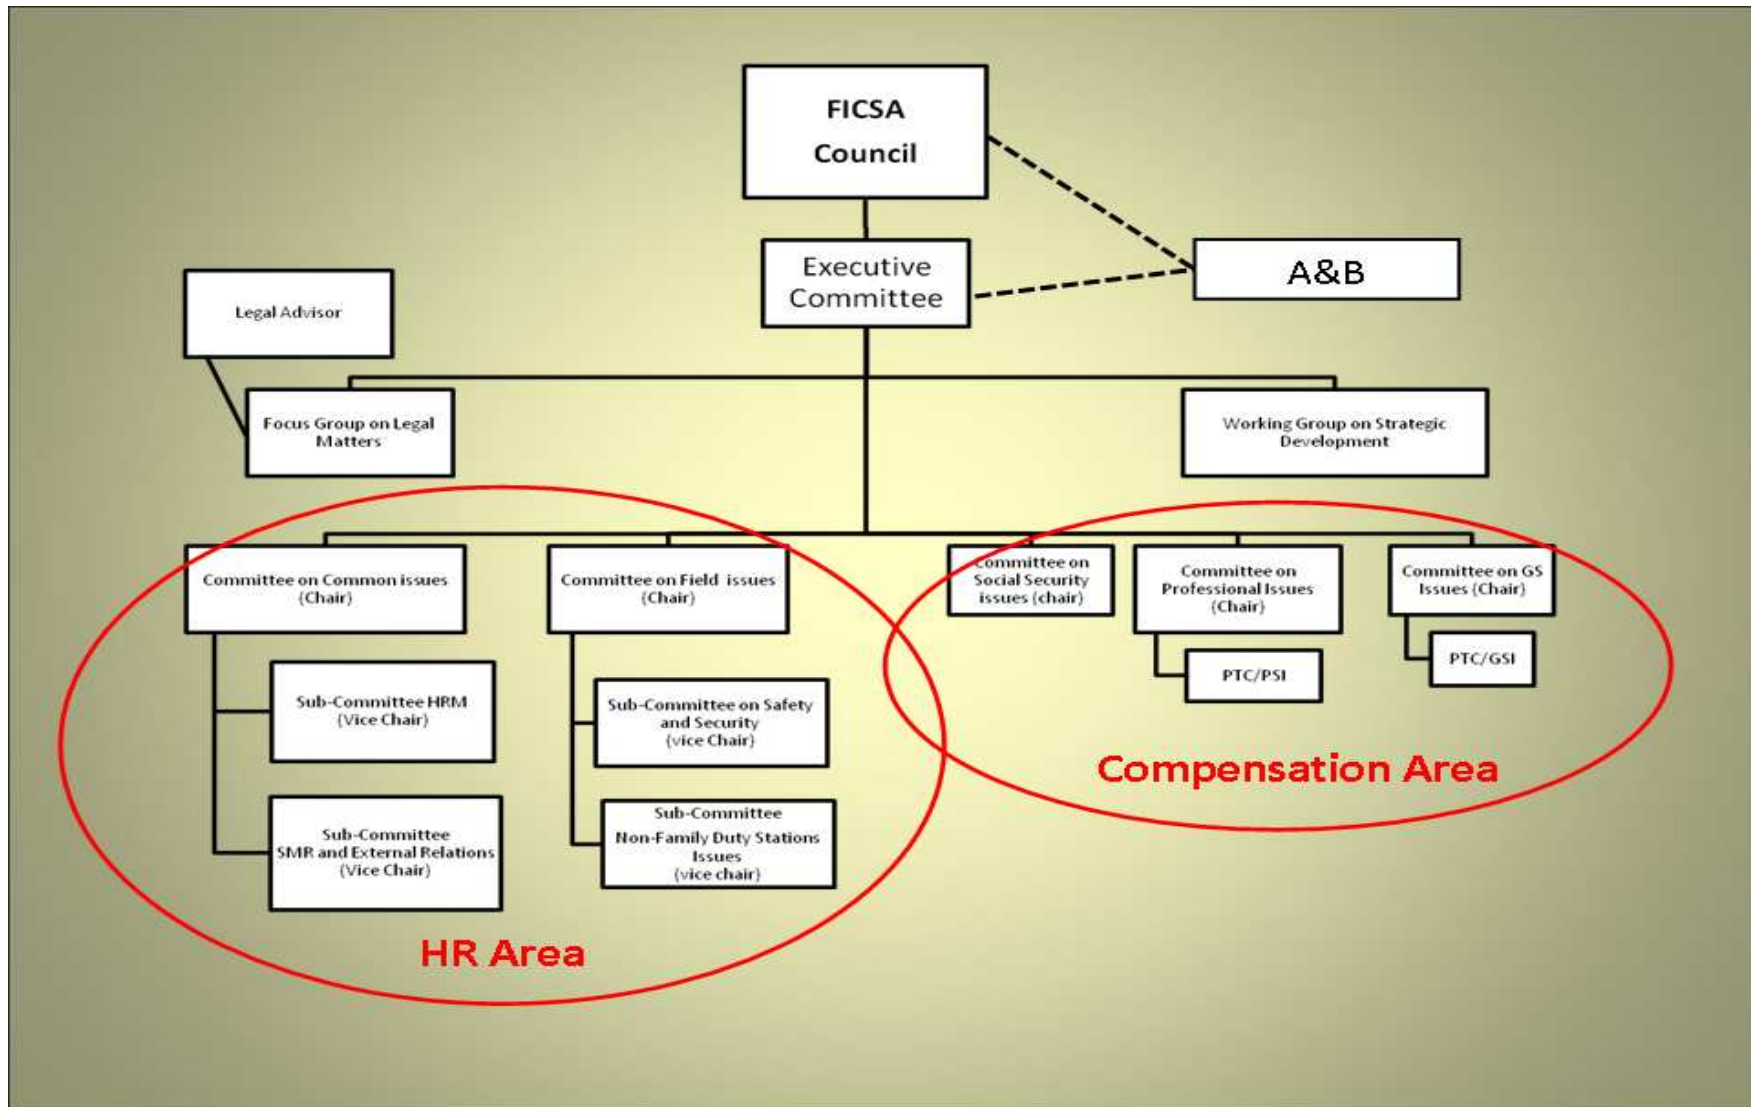 FICSA
Council
Executive
Committee
A&B
Legal Advisor
Focus Group on Legal
Matters
Working Group on Strategic
Development
Committee on Common issues
(Chair)
Committee on Field issues
(Chair)
Committee on
Social Security
issues (chair)
Committee on
Professional Issues
(Chair)
Committee on GS
Issues (Chair)
Sub-Committee HRM
(Vice Chair)
Sub-Committee
SMR and External Relations
(Vice Chair)
Sub-Committee on Safety
and Security
(vice Chair)
Sub-Committee
Non-Family Duty Stations
Issues
(vice chair)
PTC/PSI
PTC/GSI
HR Area
Compensation Area